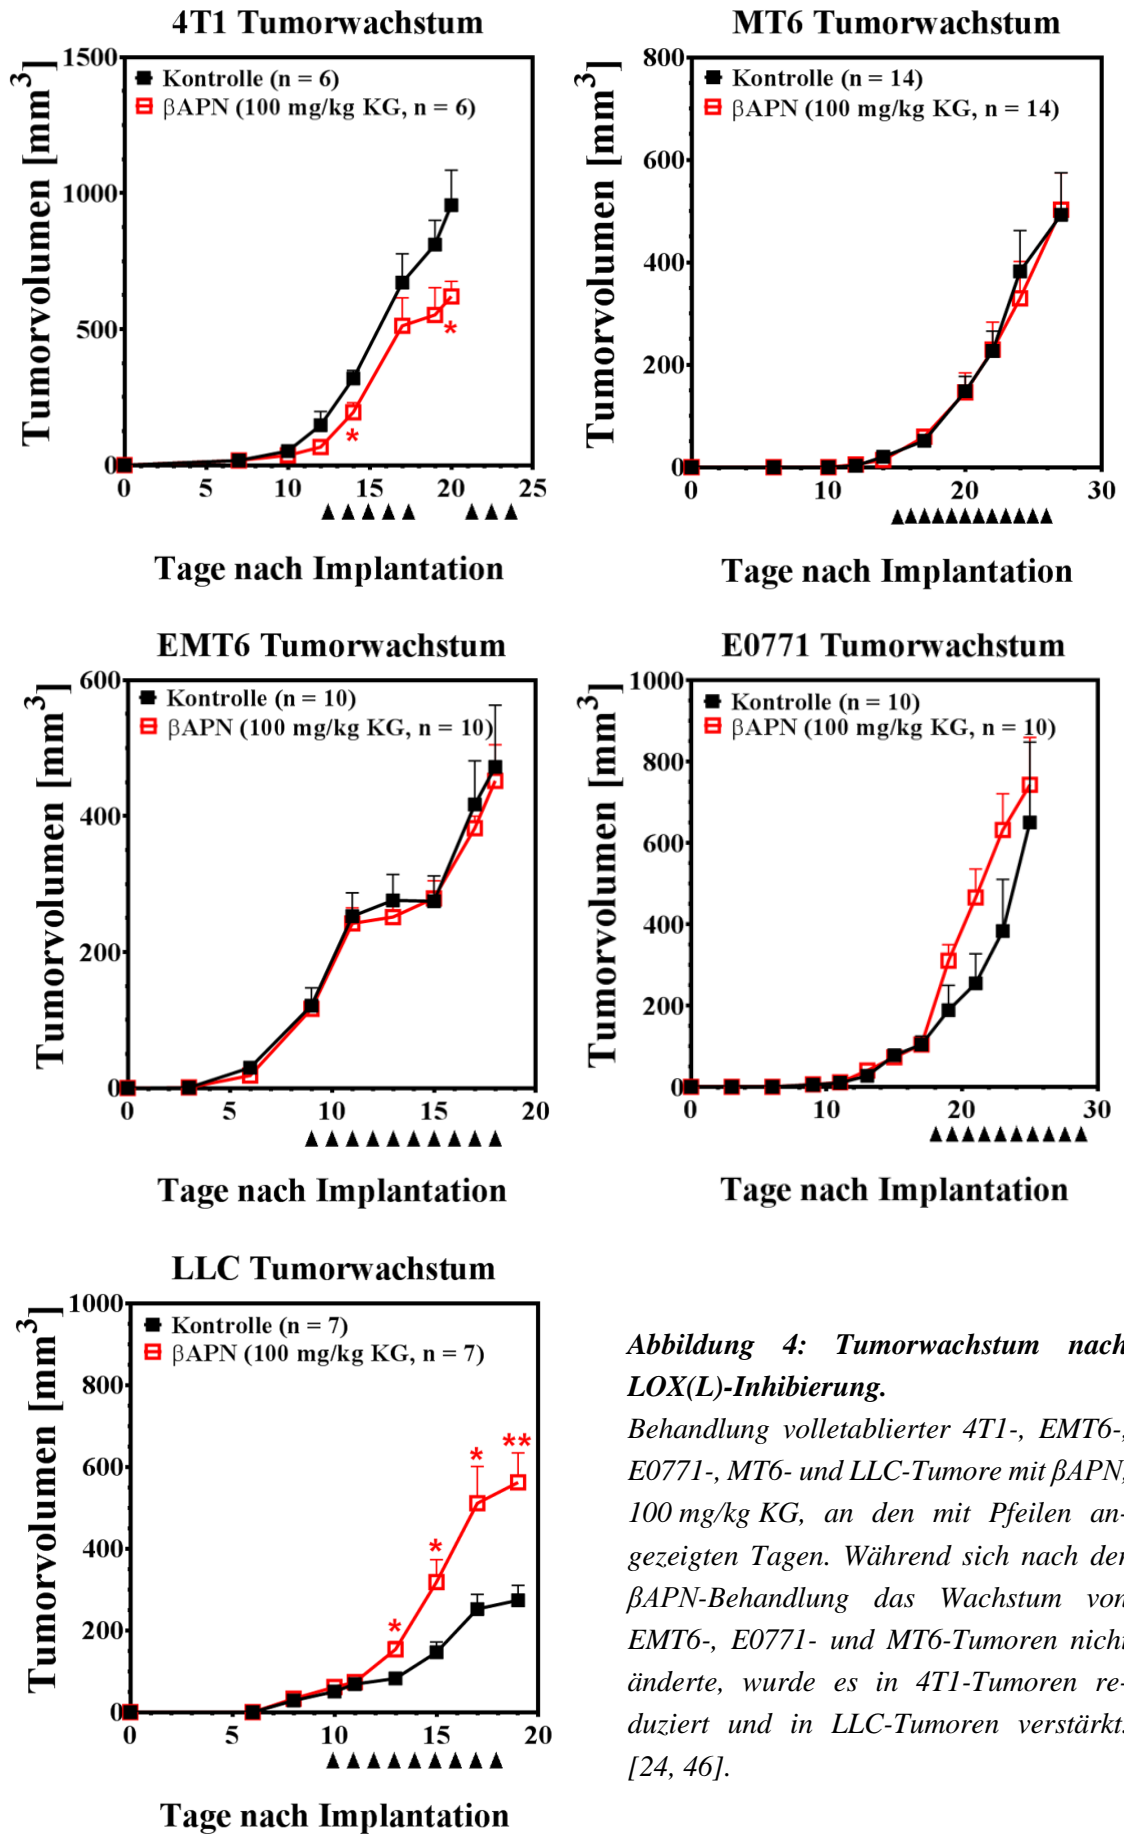 4T1 Tumorwachstum
Tumorvolumen [mm³]
1500
1000
500
0
Kontrolle (n = 6)
βAPN (100 mg/kg KG, n = 6)
*
*
0 5 10 15 20 25
▲▲▲▲▲ ▲▲▲
Tage nach Implantation
MT6 Tumorwachstum
Tumorvolumen [mm³]
800
600
400
200
0
Kontrolle (n = 14)
βAPN (100 mg/kg KG, n = 14)
0 10 20 30
▲▲▲▲▲▲▲▲▲▲▲▲
Tage nach Implantation
EMT6 Tumorwachstum
Tumorvolumen [mm³]
600
400
200
0
Kontrolle (n = 10)
βAPN (100 mg/kg KG, n = 10)
0 5 10 15 20
▲▲▲▲▲▲▲▲▲▲
Tage nach Implantation
E0771 Tumorwachstum
Tumorvolumen [mm³]
1000
800
600
400
200
0
Kontrolle (n = 10)
βAPN (100 mg/kg KG, n = 10)
0 10 20 30
▲▲▲▲▲▲▲▲▲▲
Tage nach Implantation
LLC Tumorwachstum
Tumorvolumen [mm³]
1000
800
600
400
200
0
Kontrolle (n = 7)
βAPN (100 mg/kg KG, n = 7)
*
*
*
**
0 5 10 15 20
▲▲▲▲▲▲▲▲▲
Tage nach Implantation
Abbildung 4: Tumorwachstum nach
LOX(L)-Inhibierung.
Behandlung volletablierter 4T1-, EMT6-,
E0771-, MT6- und LLC-Tumore mit βAPN,
100 mg/kg KG, an den mit Pfeilen an-
gezeigten Tagen. Während sich nach der
βAPN-Behandlung das Wachstum von
EMT6-, E0771- und MT6-Tumoren nicht
änderte, wurde es in 4T1-Tumoren re-
duziert und in LLC-Tumoren verstärkt.
[24, 46].